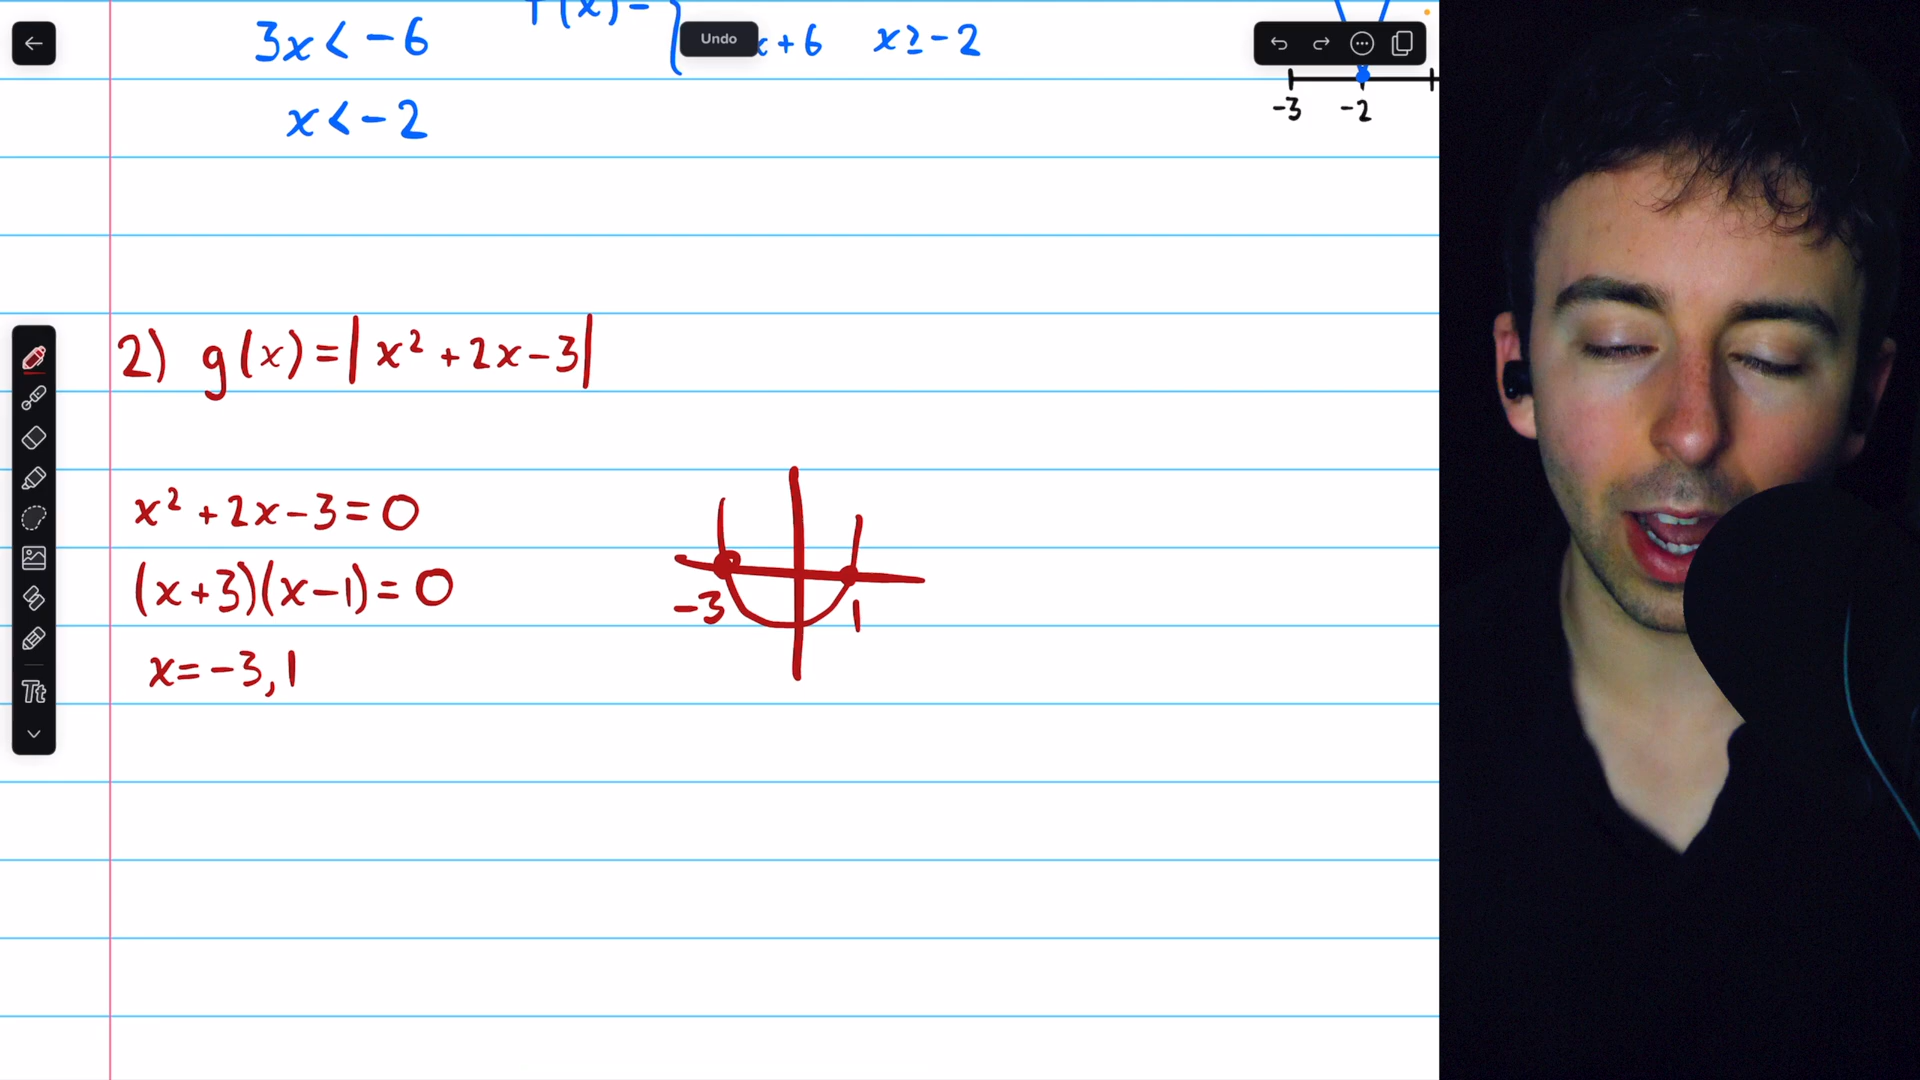 3x < -6
f(x) =
x + 6 x ≥ -2
Undo
x < -2
-3 -2
2) g(x) = | x² + 2x - 3 |
x² + 2x - 3 = 0
(x + 3)(x - 1) = 0
-3 1
x = -3, 1
Tt